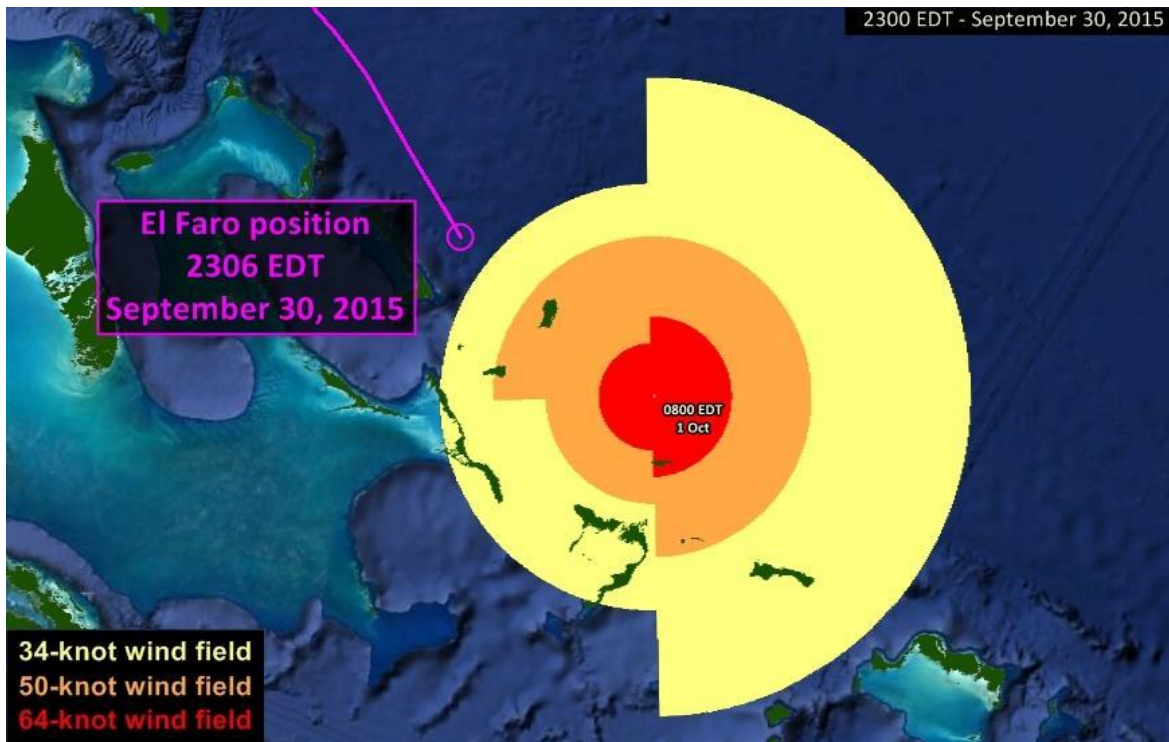 2300 EDT - September 30, 2015
El Faro position
2306 EDT
September 30, 2015
0800 EDT
1 Oct
34-knot wind field
50-knot wind field
64-knot wind field